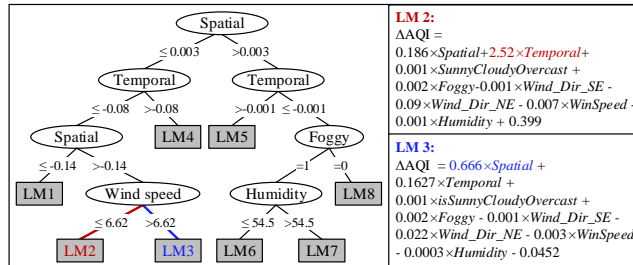 Spatial
≤ 0.003 >0.003
Temporal Temporal
≤ -0.08 >-0.08 >-0.001 ≤ -0.001
Spatial LM4 LM5 Foggy
≤ -0.14 >-0.14 =1 =0
LM1 Wind speed Humidity LM8
≤ 6.62 >6.62 ≤ 54.5 >54.5
LM2 LM3 LM6 LM7
LM 2:
ΔAQI =
0.186×Spatial+2.52×Temporal+
0.001×SunnyCloudyOvercast +
0.002×Foggy-0.001×Wind_Dir_SE -
0.09×Wind_Dir_NE - 0.007×WinSpeed -
0.001×Humidity + 0.399
LM 3:
ΔAQI = 0.666×Spatial +
0.1627×Temporal +
0.001×isSunnyCloudyOvercast +
0.002×Foggy - 0.001×Wind_Dir_SE -
0.022×Wind_Dir_NE - 0.003×WinSpeed
- 0.0003×Humidity - 0.0452